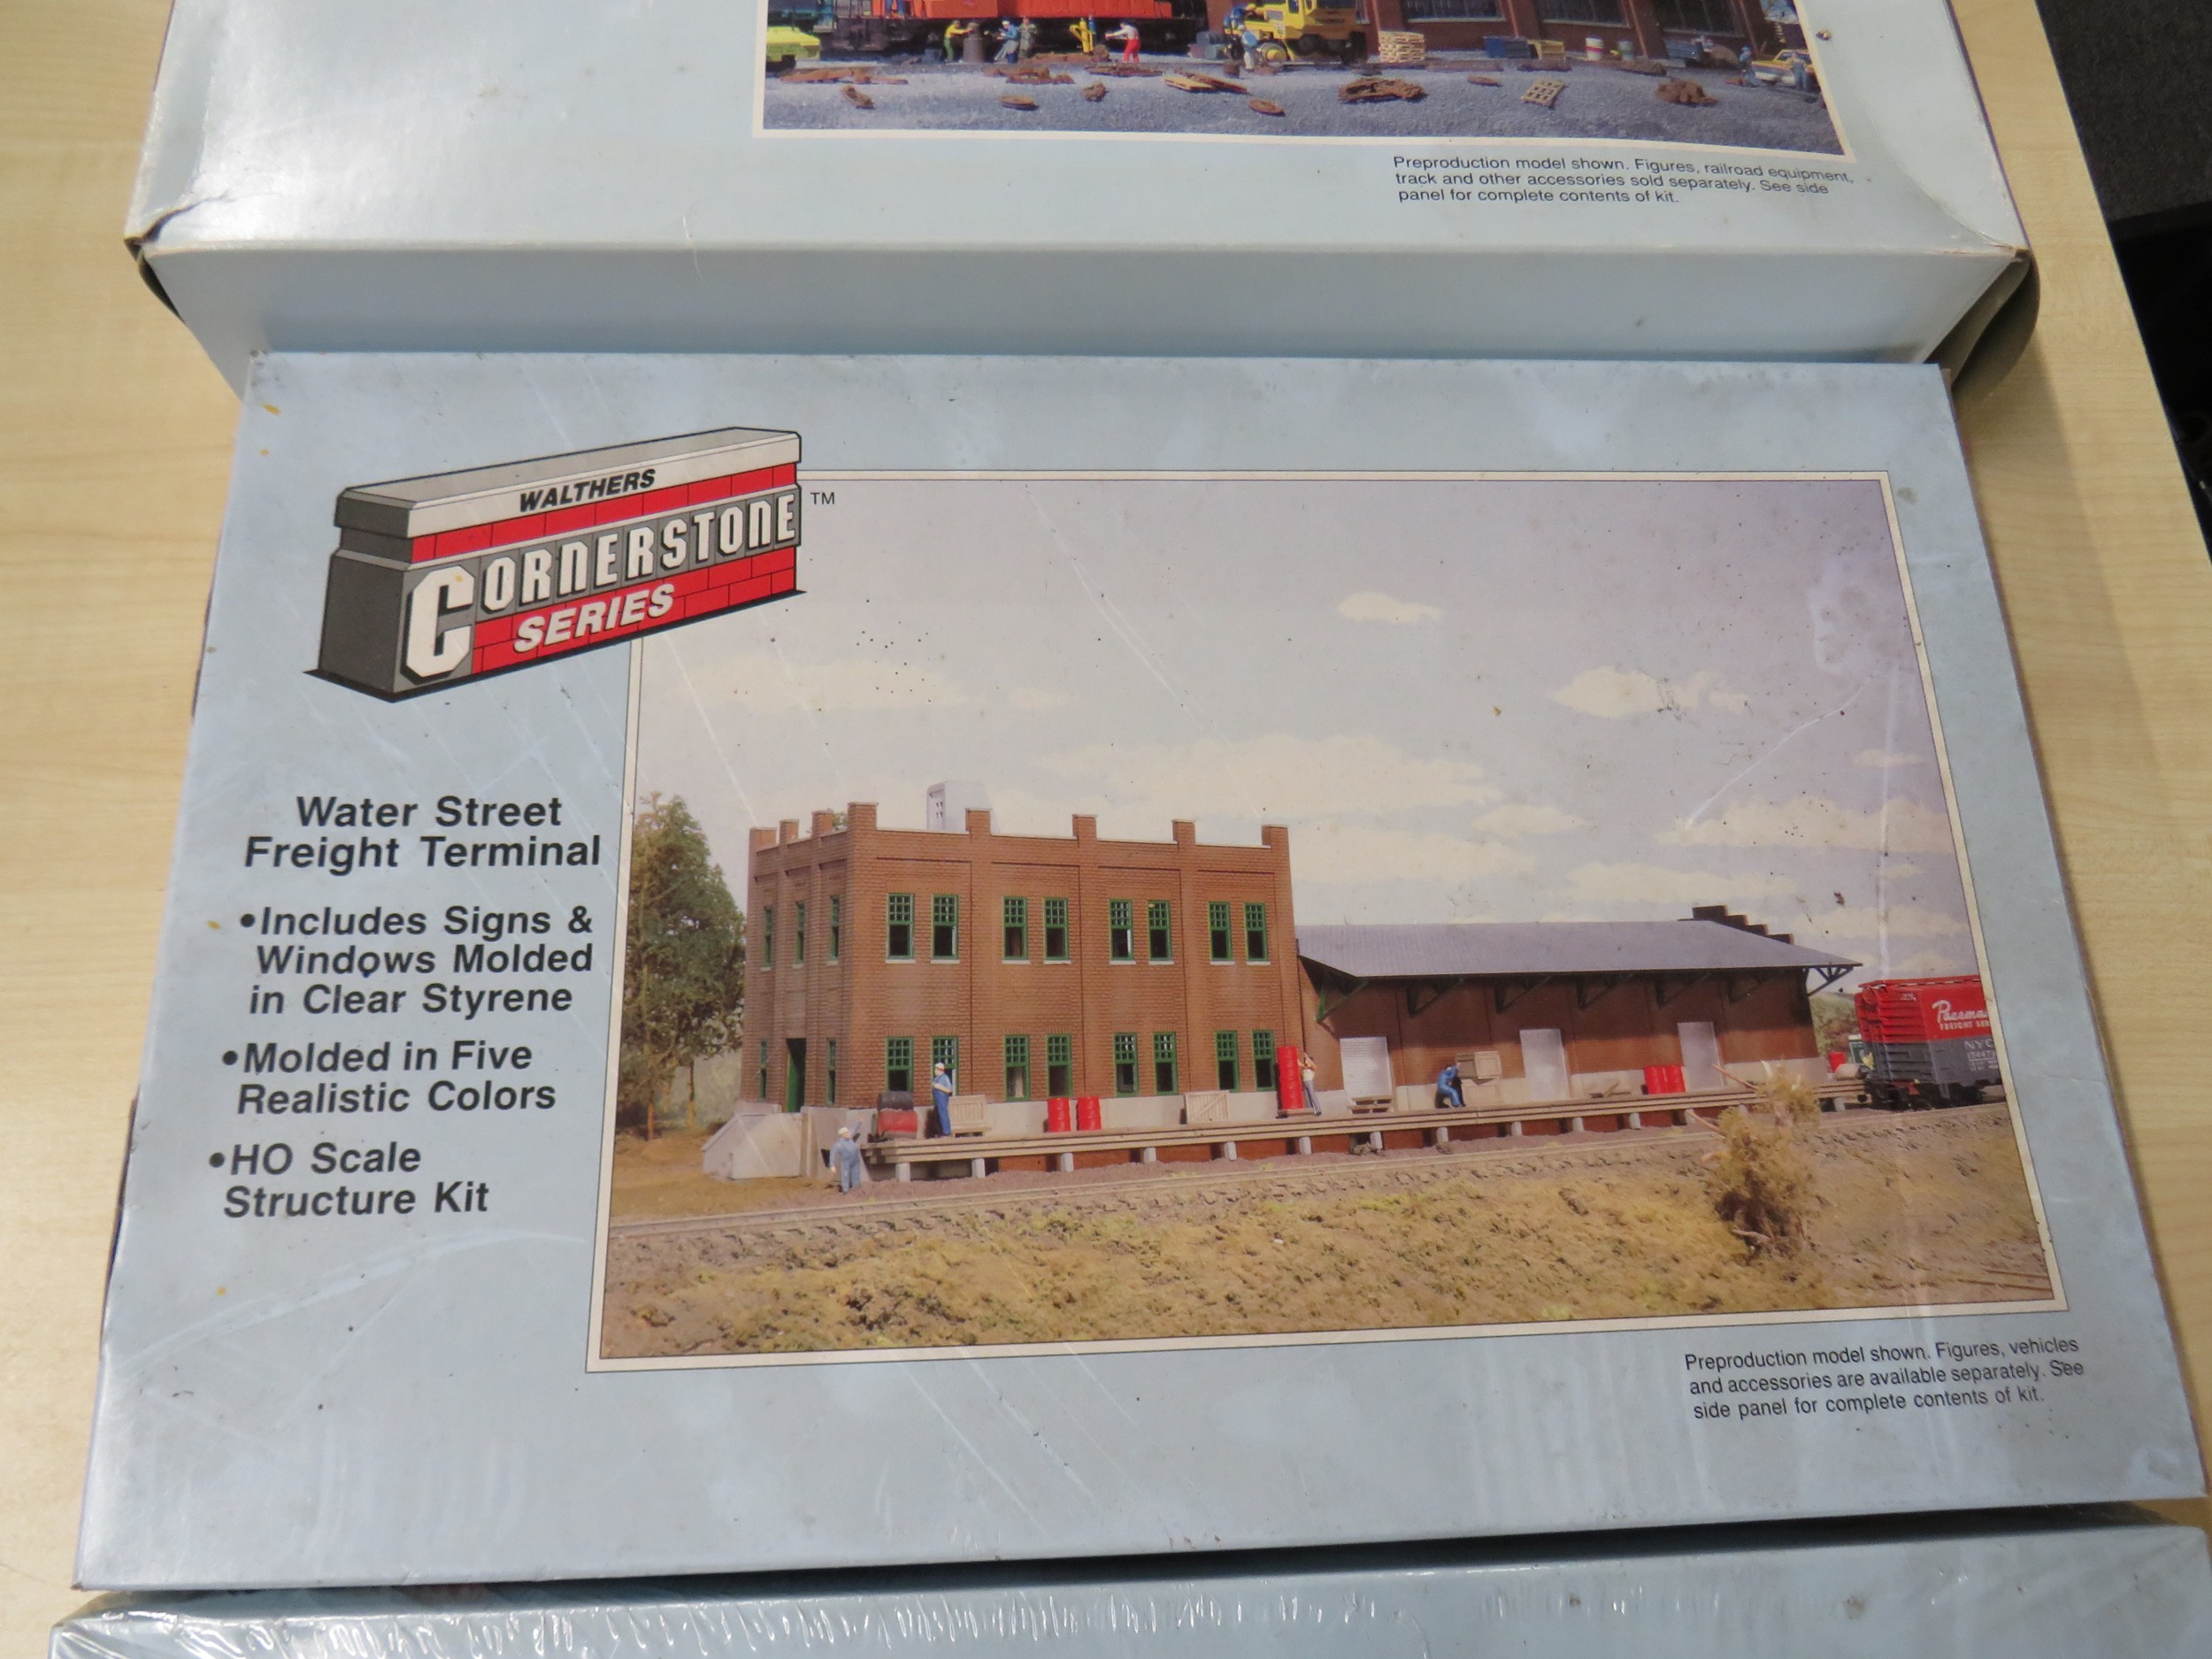 Preproduction model shown. Figures, railroad equipment,
track and other accessories sold separately. See side
panel for complete contents of kit.
WALTHERS
CORNERSTONE
SERIES
TM
Water Street
Freight Terminal
•Includes Signs &
Windows Molded
in Clear Styrene
•Molded in Five
Realistic Colors
•HO Scale
Structure Kit
NYC
Preproduction model shown. Figures, vehicles
and accessories are available separately. See
side panel for complete contents of kit.